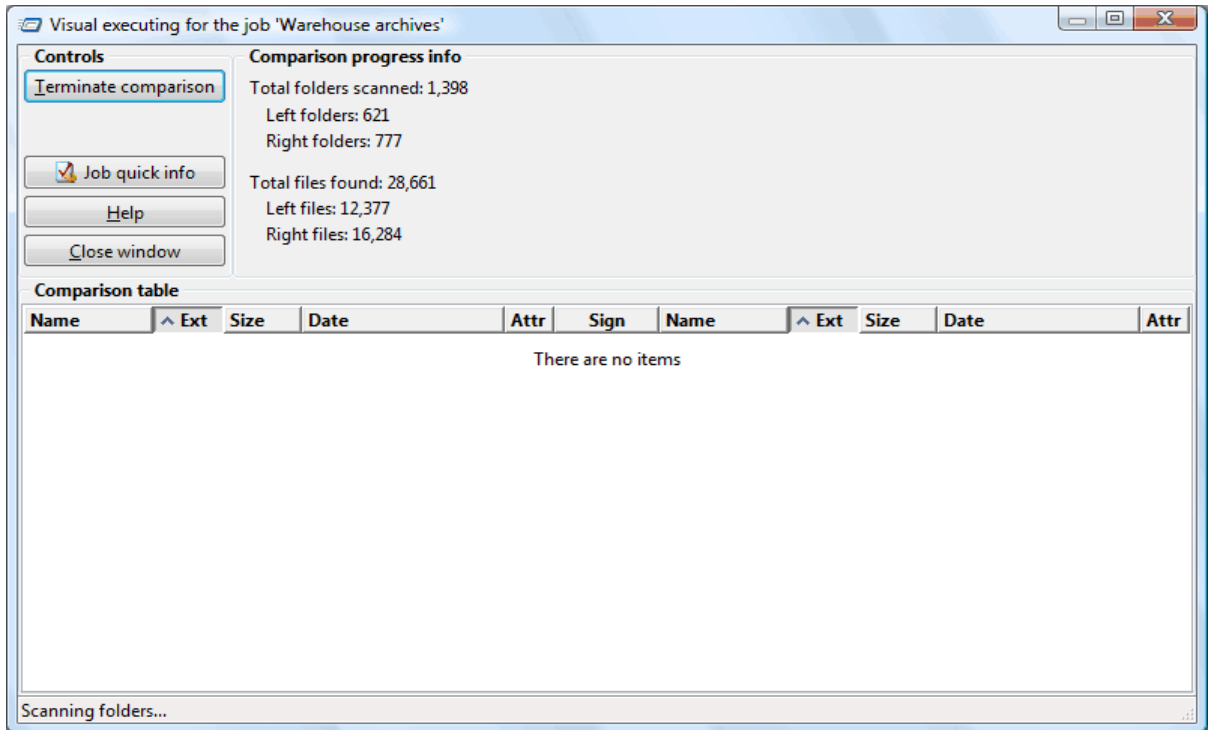 Visual executing for the job 'Warehouse archives'
Controls
Terminate comparison
Job quick info
Help
Close window
Comparison progress info
Total folders scanned: 1,398
Left folders: 621
Right folders: 777
Total files found: 28,661
Left files: 12,377
Right files: 16,284
Comparison table
Name Ext Size Date Attr Sign Name Ext Size Date Attr
There are no items
Scanning folders...